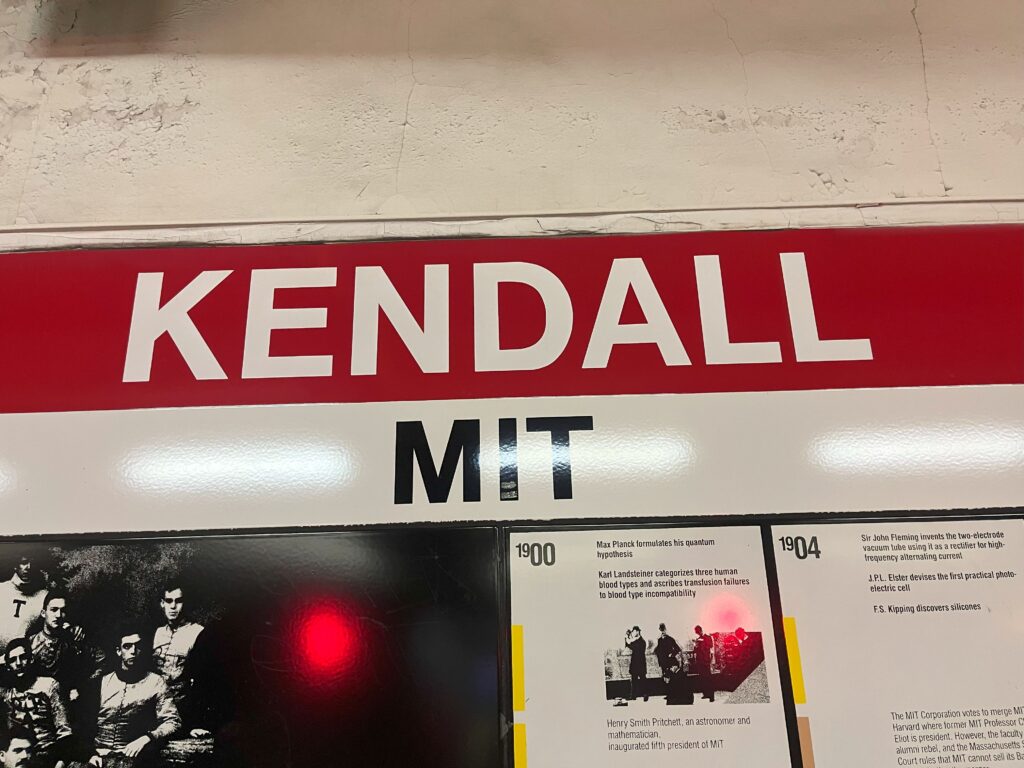 KENDALL
MIT
T
1900
Max Planck formulates his quantum
hypothesis
Karl Landsteiner categorizes three human
blood types and ascribes transfusion failures
to blood type incompatibility
Henry Smith Pritchett, an astronomer and
mathematician,
inaugurated fifth president of MIT
1904
Sir John Fleming invents the two-electrode
vacuum tube using it as a rectifier for high-
frequency alternating current
J.P.L. Elster devises the first practical photo-
electric cell
F.S. Kipping discovers silicones
The MIT Corporation votes to merge MIT
Harvard where former MIT Professor
Eliot is president. However, the faculty
alumni rebel, and the Massachusetts
Court rules that MIT cannot sell its